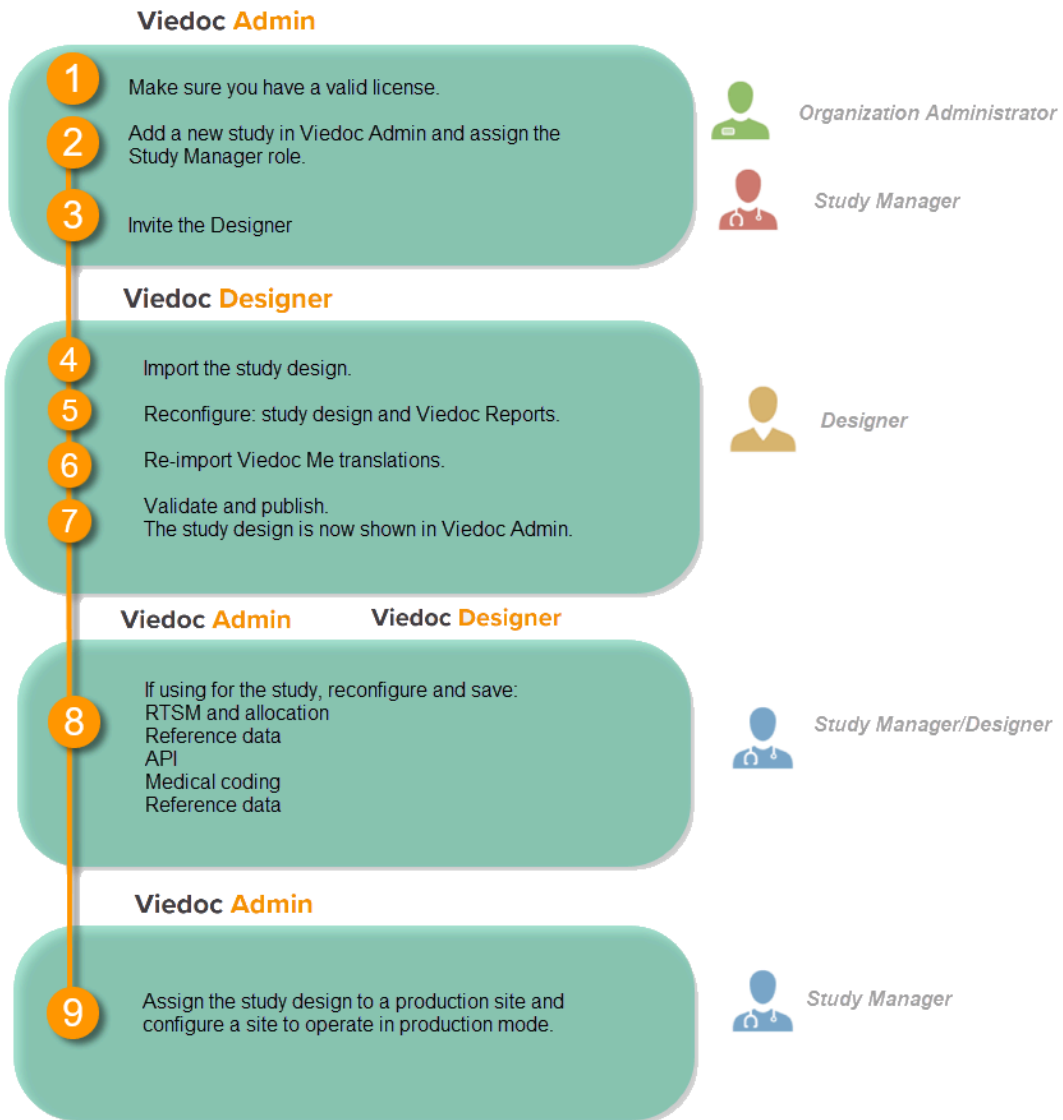 Viedoc Admin
1
Make sure you have a valid license.
Organization Administrator
2
Add a new study in Viedoc Admin and assign the
Study Manager role.
Study Manager
3
Invite the Designer
Viedoc Designer
4
Import the study design.
5
Reconfigure: study design and Viedoc Reports.
Designer
6
Re-import Viedoc Me translations.
7
Validate and publish.
The study design is now shown in Viedoc Admin.
Viedoc Admin
Viedoc Designer
8
If using for the study, reconfigure and save:
RTSM and allocation
Reference data
API
Medical coding
Reference data
Study Manager/Designer
Viedoc Admin
9
Assign the study design to a production site and
configure a site to operate in production mode.
Study Manager